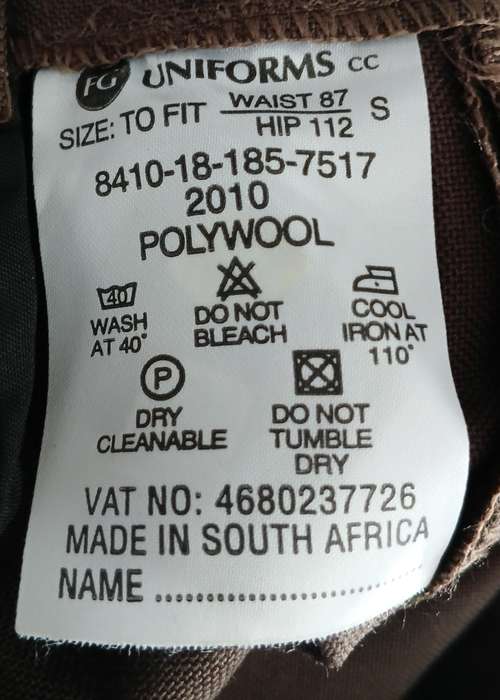 FG UNIFORMS CC
SIZE: TO FIT WAIST 87 S
HIP 112
8410-18-185-7517
2010
POLYWOOL
40
WASH AT 40°
DO NOT BLEACH
COOL IRON AT 110°
P
DRY CLEANABLE
DO NOT TUMBLE DRY
VAT NO: 4680237726
MADE IN SOUTH AFRICA
NAME ................................